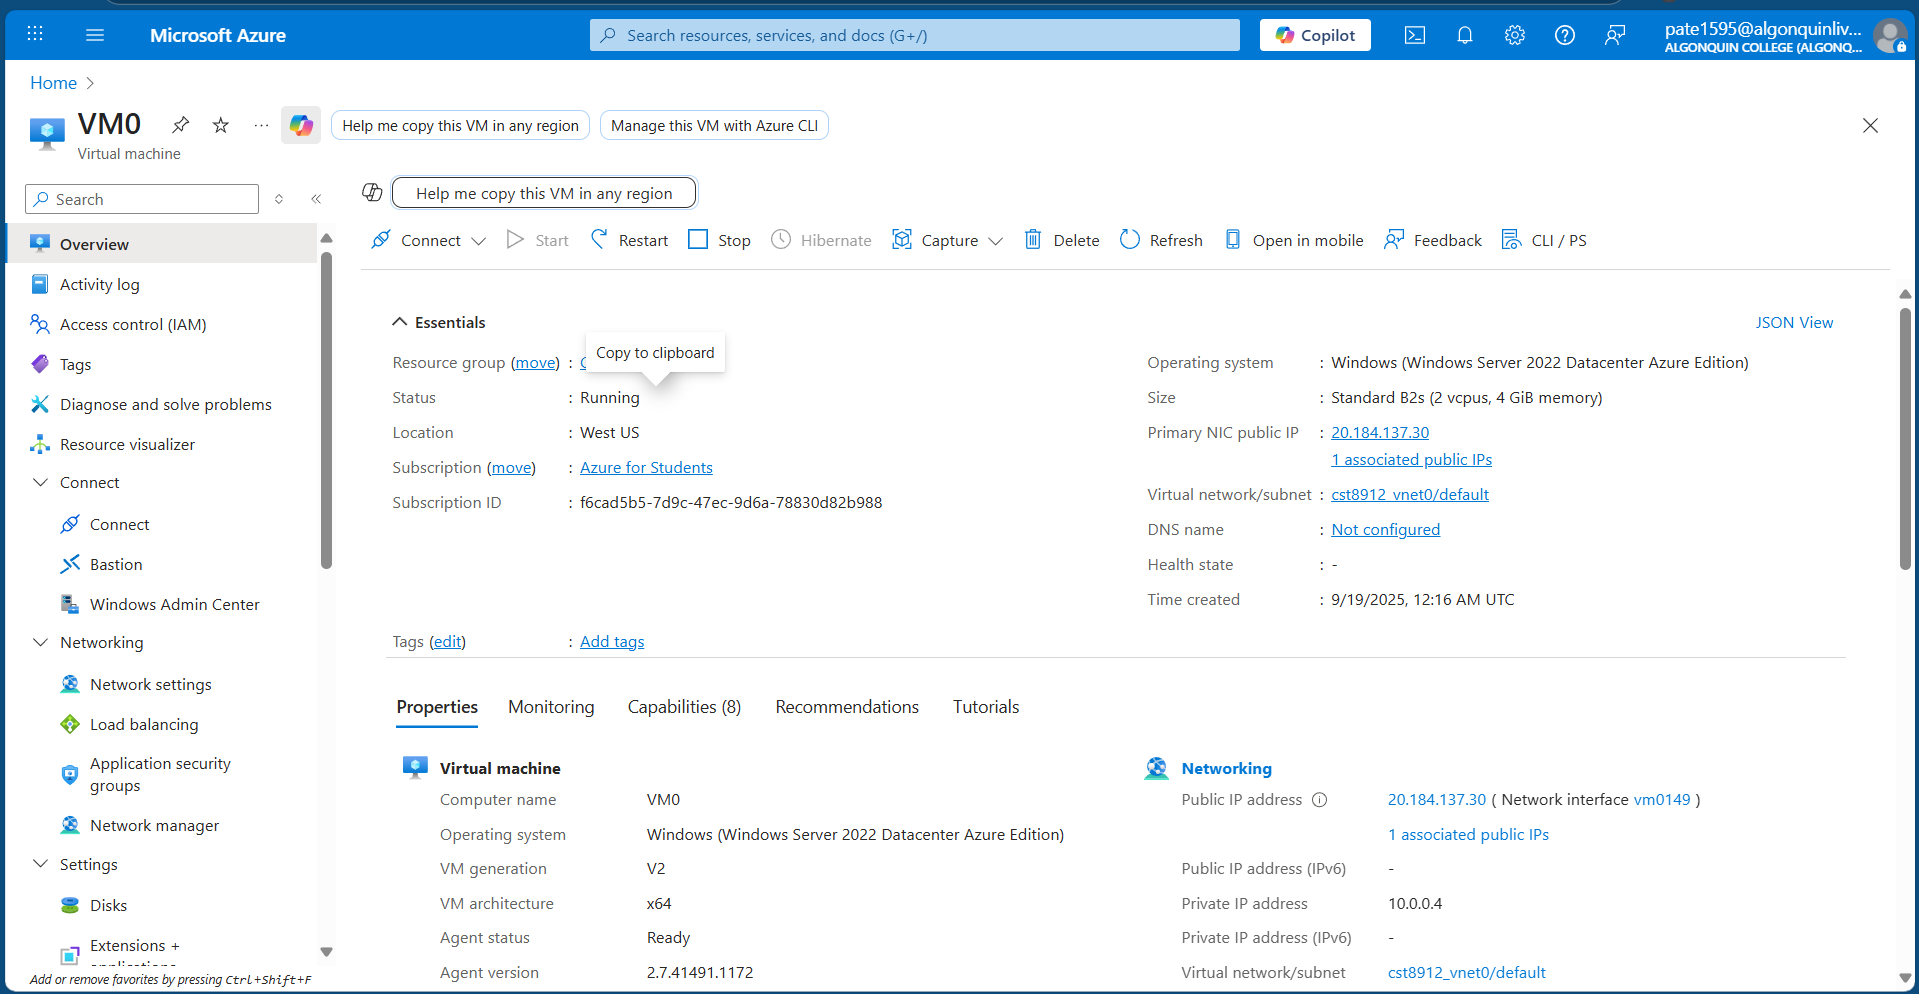 Microsoft Azure
Search resources, services, and docs (G+/)
Copilot
pate1595@algonquinliv...
ALGONQUIN COLLEGE (ALGONQ...
Home
VM0
Virtual machine
Help me copy this VM in any region
Manage this VM with Azure CLI
Search
Help me copy this VM in any region
Connect
Start
Restart
Stop
Hibernate
Capture
Delete
Refresh
Open in mobile
Feedback
CLI / PS
Overview
Activity log
Access control (IAM)
Tags
Diagnose and solve problems
Resource visualizer
Connect
Connect
Bastion
Windows Admin Center
Networking
Network settings
Load balancing
Application security
groups
Network manager
Settings
Disks
Extensions +
Add or remove favorites by pressing Ctrl+Shift+F
Essentials
JSON View
Copy to clipboard
Resource group (move) :
Status : Running
Location : West US
Subscription (move) : Azure for Students
Subscription ID : f6cad5b5-7d9c-47ec-9d6a-78830d82b988
Operating system : Windows (Windows Server 2022 Datacenter Azure Edition)
Size : Standard B2s (2 vcpus, 4 GiB memory)
Primary NIC public IP : 20.184.137.30
1 associated public IPs
Virtual network/subnet : cst8912_vnet0/default
DNS name : Not configured
Health state : -
Time created : 9/19/2025, 12:16 AM UTC
Tags (edit) : Add tags
Properties
Monitoring
Capabilities (8)
Recommendations
Tutorials
Virtual machine
Computer name VM0
Operating system Windows (Windows Server 2022 Datacenter Azure Edition)
VM generation V2
VM architecture x64
Agent status Ready
Agent version 2.7.41491.1172
Networking
Public IP address 20.184.137.30 ( Network interface vm0149 )
1 associated public IPs
Public IP address (IPv6) -
Private IP address 10.0.0.4
Private IP address (IPv6) -
Virtual network/subnet cst8912_vnet0/default